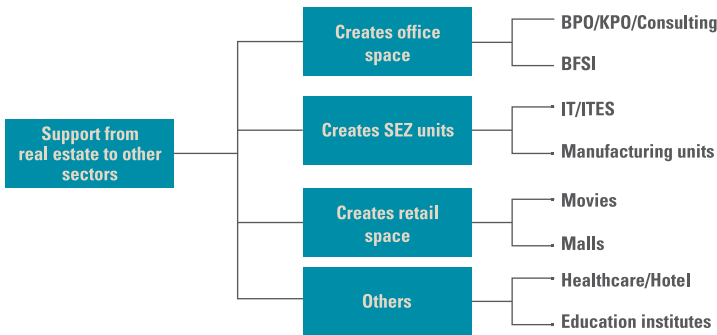 Support from
real estate to other
sectors
Creates office
space
BPO/KPO/Consulting
BFSI
Creates SEZ units
IT/ITES
Manufacturing units
Creates retail
space
Movies
Malls
Others
Healthcare/Hotel
Education institutes